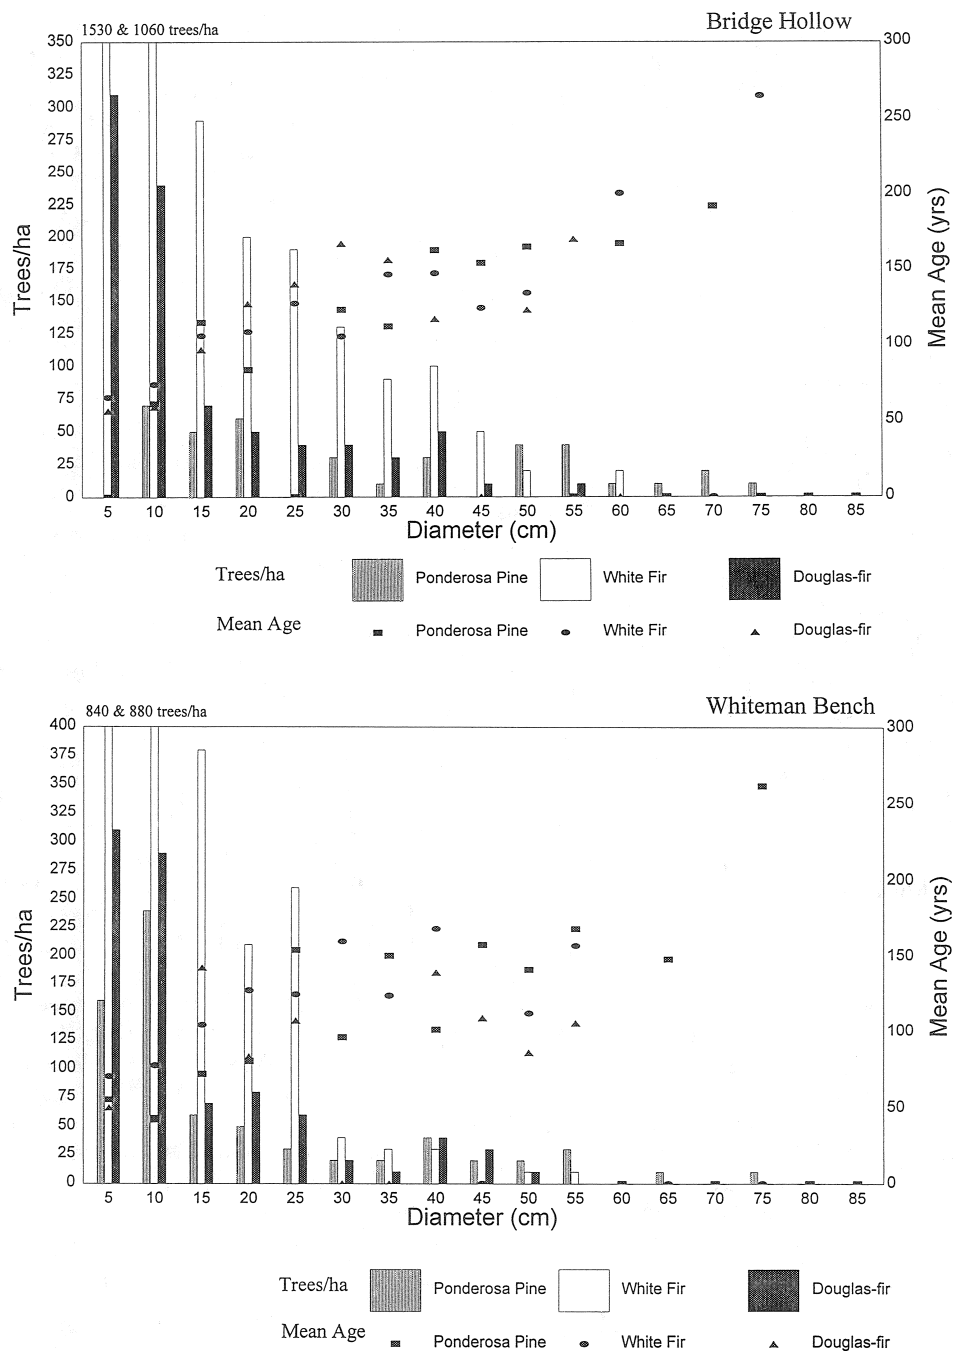 1530 & 1060 trees/ha
Bridge Hollow
350
325
300
275
250
225
200
175
150
125
100
75
50
25
0
Trees/ha
300
250
200
150
100
50
0
Mean Age (yrs)
5 10 15 20 25 30 35 40 45 50 55 60 65 70 75 80 85
Diameter (cm)
Trees/ha Ponderosa Pine White Fir Douglas-fir
Mean Age Ponderosa Pine White Fir Douglas-fir
840 & 880 trees/ha
Whiteman Bench
400
375
350
325
300
275
250
225
200
175
150
125
100
75
50
25
0
Trees/ha
300
250
200
150
100
50
0
Mean Age (yrs)
5 10 15 20 25 30 35 40 45 50 55 60 65 70 75 80 85
Diameter (cm)
Trees/ha Ponderosa Pine White Fir Douglas-fir
Mean Age Ponderosa Pine White Fir Douglas-fir